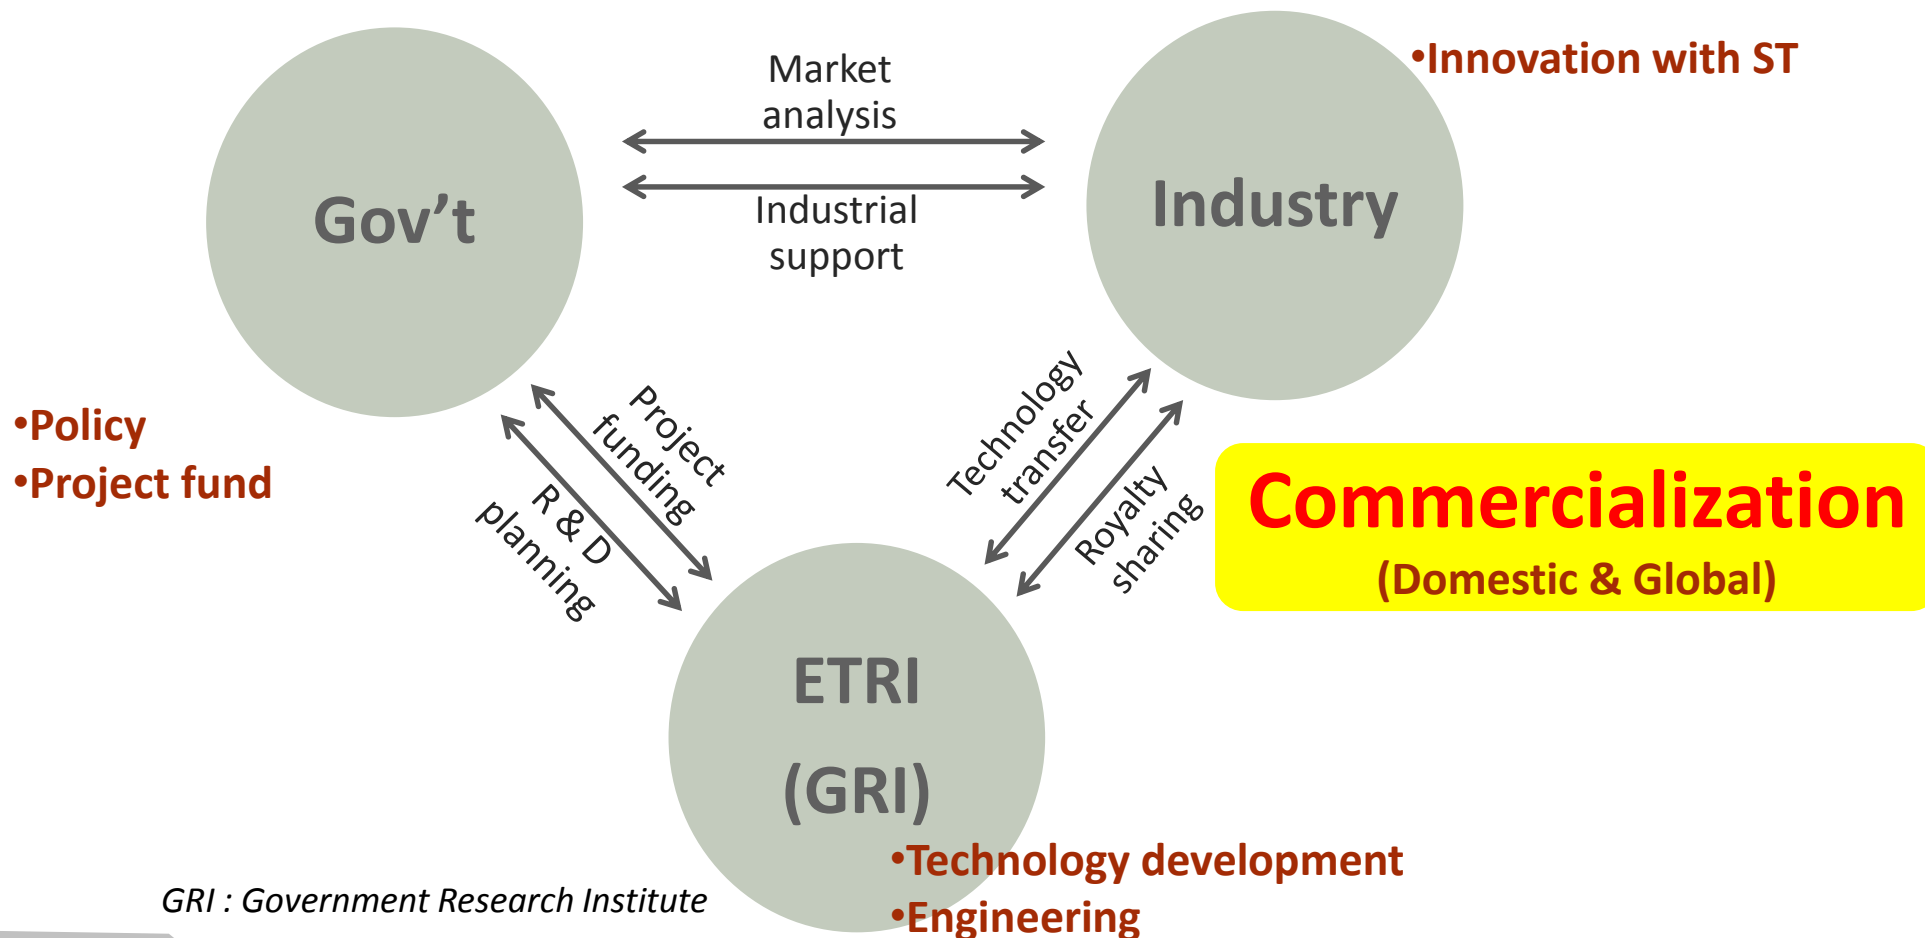 Market
analysis
•Innovation with ST
Gov’t
Industry
Industrial
support
•Policy
•Project fund
Project
funding
R & D
planning
Technology
transfer
Royalty
sharing
Commercialization
(Domestic & Global)
ETRI
(GRI)
•Technology development
•Engineering
GRI : Government Research Institute